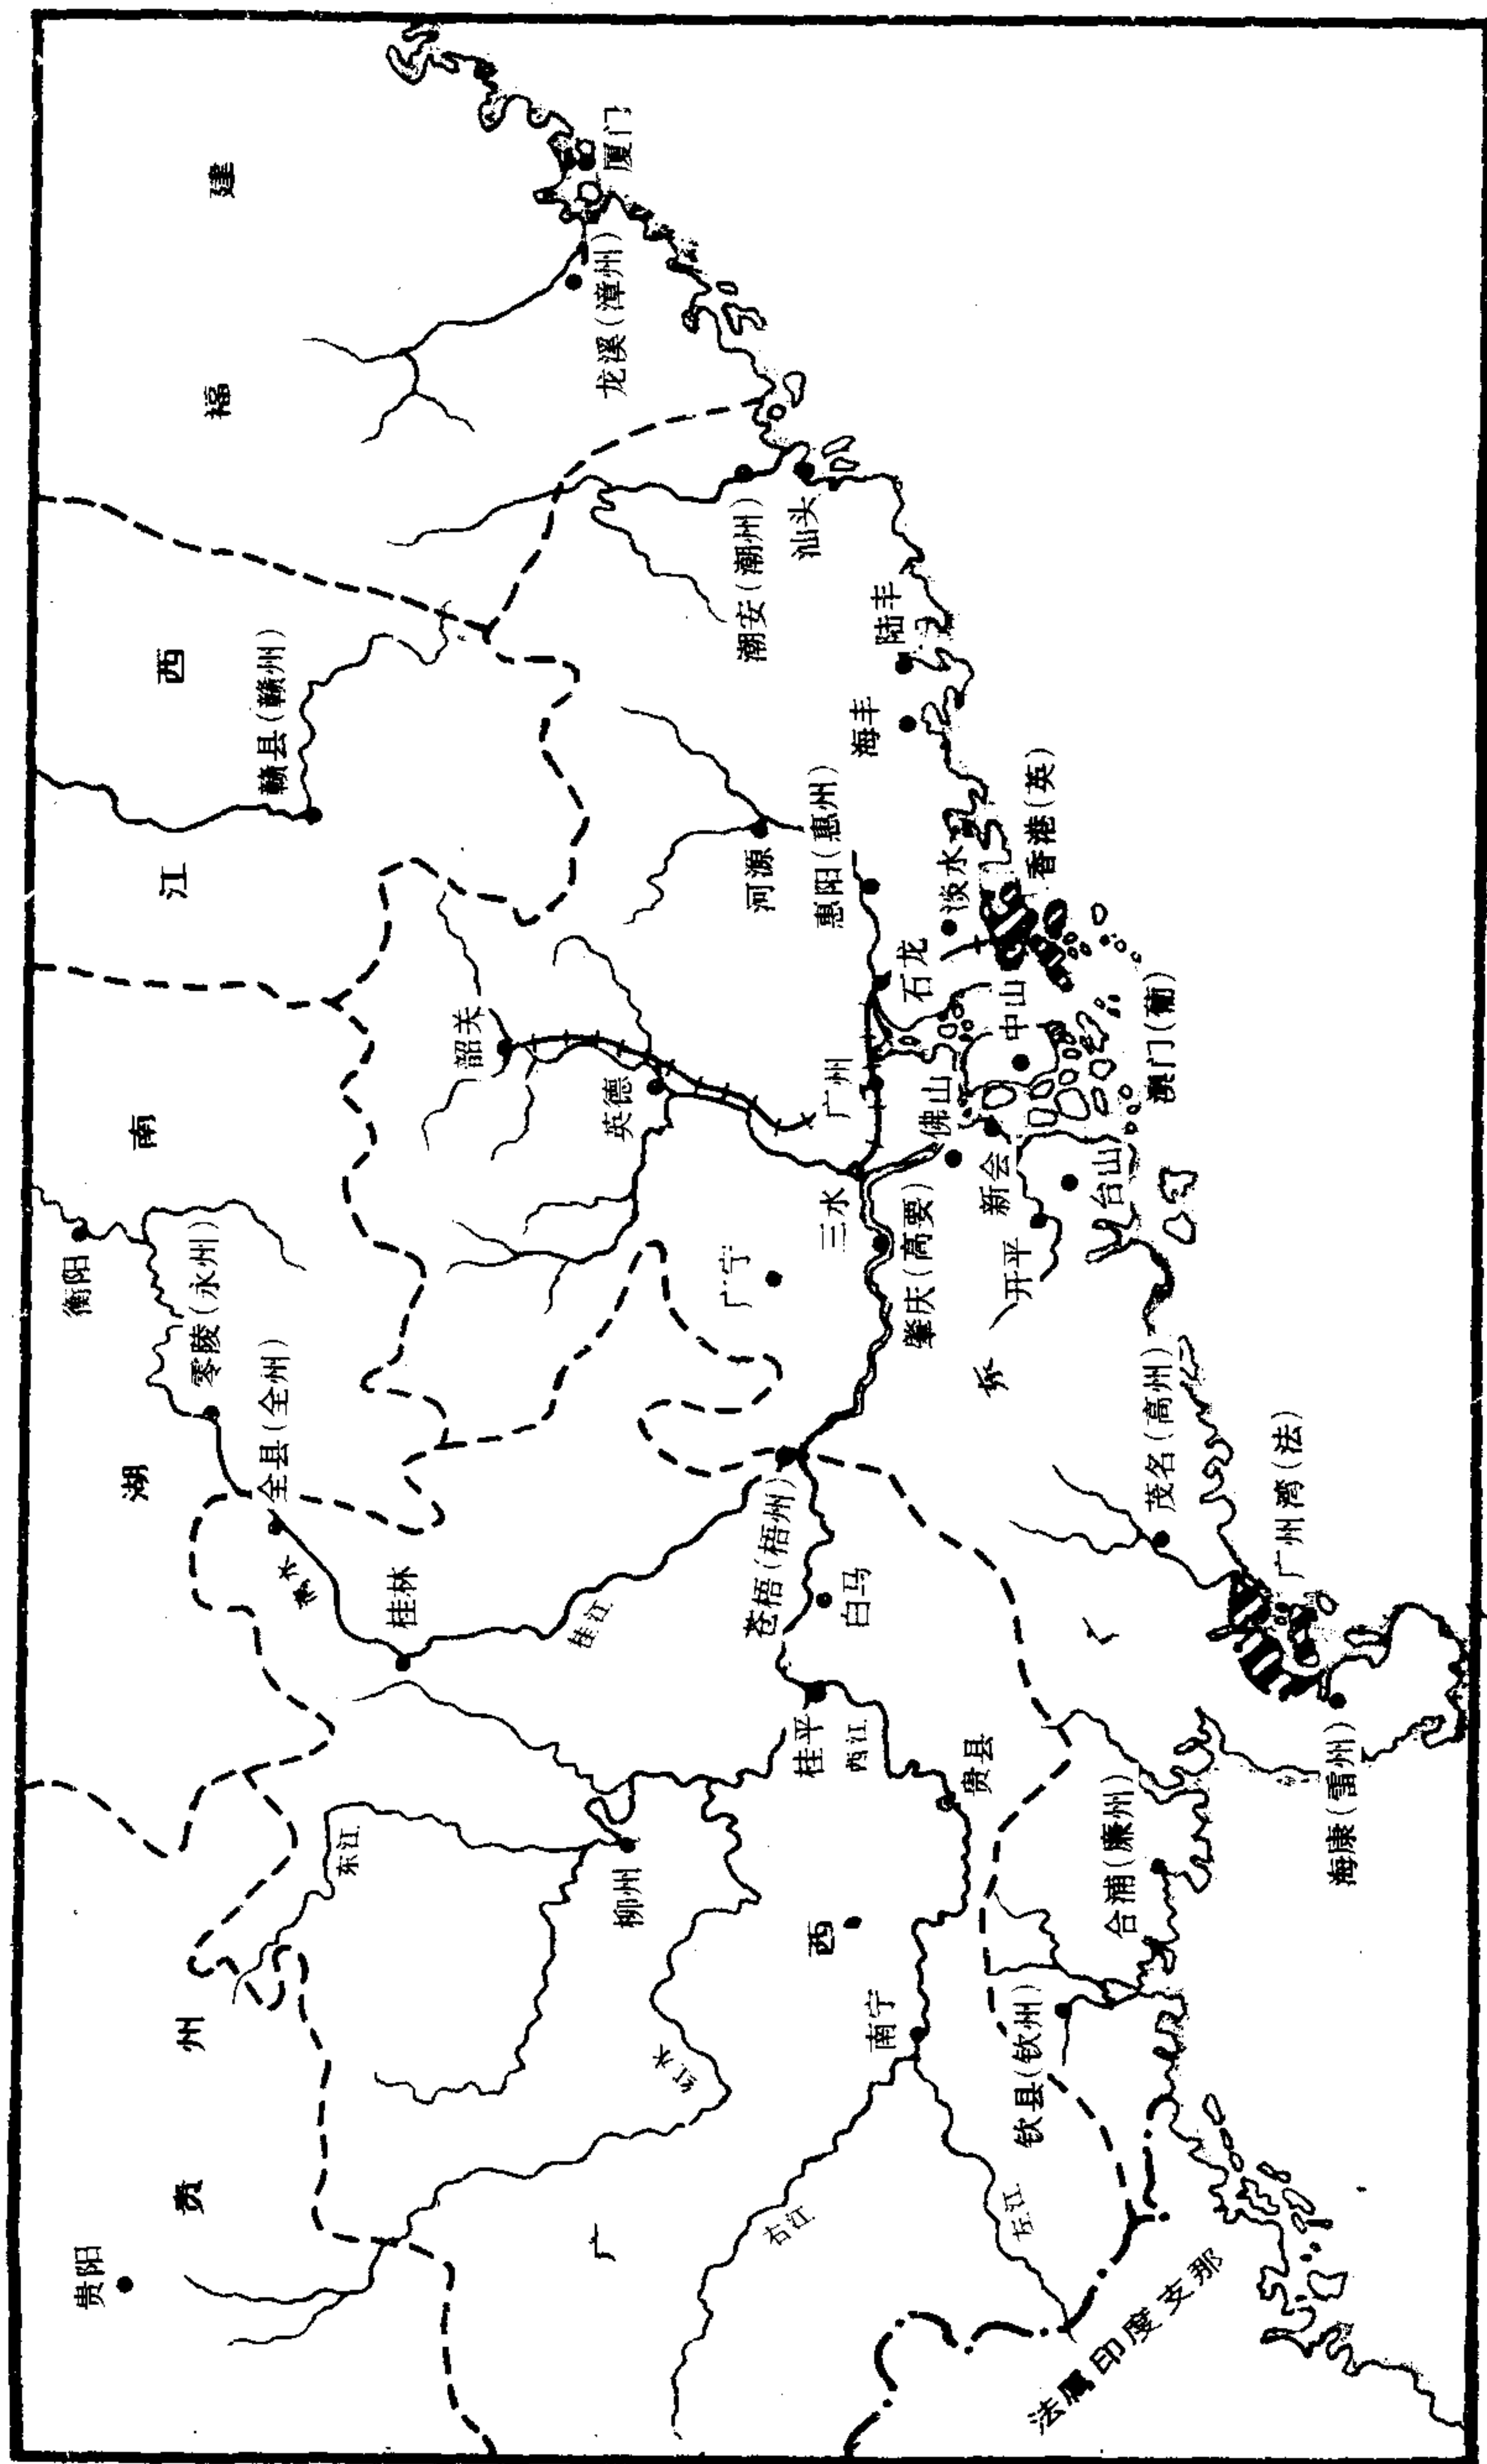 贵州
湖南
江西
福建
广西
广东
贵阳
衡阳
零陵(永州)
全县(全州)
桂林
桂江
东江
柳州
红水
右江
左江
南宁
贵县
西江
桂平
白马
苍梧(梧州)
钦县(钦州)
合浦(廉州)
海康(雷州)
广州湾(法)
茂名(高州)
法属印度支那
韶关
英德
广宁
三水
肇庆(高要)
广州
佛山
新会
开平
台山
中山
澳门(葡)
香港(英)
石龙
淡水
惠阳(惠州)
河源
海丰
陆丰
赣县(赣州)
潮安(潮州)
汕头
龙溪(漳州)
厦门